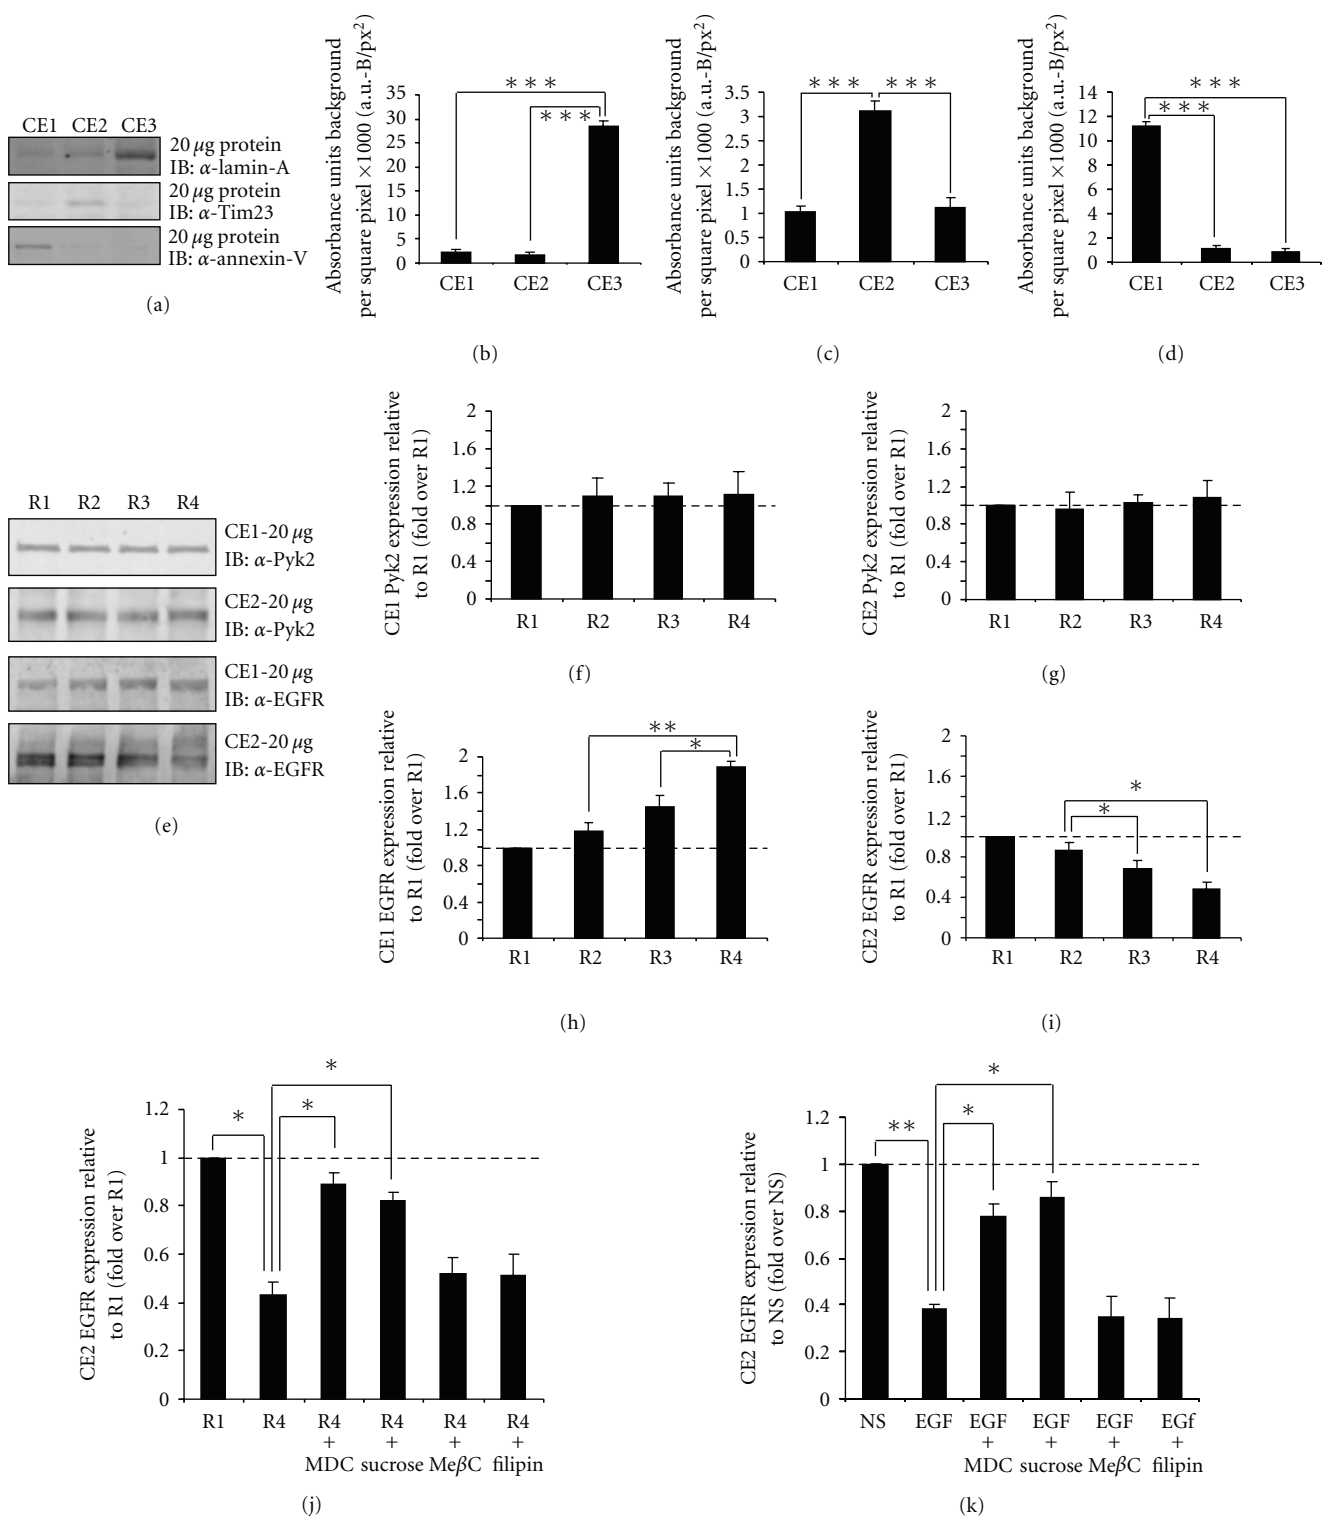 CE1 CE2 CE3
20 μg protein
IB: α-lamin-A
20 μg protein
IB: α-Tim23
20 μg protein
IB: α-annexin-V
(a)
Absorbance units background
per square pixel ×1000 (a.u.-B/px²)
35
30
25
20
15
10
5
0
∗∗∗
∗∗∗
CE1 CE2 CE3
(b)
Absorbance units background
per square pixel ×1000 (a.u.-B/px²)
3.5
3
2.5
2
1.5
1
0.5
0
∗∗∗ ∗∗∗
CE1 CE2 CE3
(c)
Absorbance units background
per square pixel ×1000 (a.u.-B/px²)
14
12
10
8
6
4
2
0
∗∗∗
∗∗∗
CE1 CE2 CE3
(d)
R1 R2 R3 R4
CE1-20 μg
IB: α-Pyk2
CE2-20 μg
IB: α-Pyk2
CE1-20 μg
IB: α-EGFR
CE2-20 μg
IB: α-EGFR
(e)
CE1 Pyk2 expression relative
to R1 (fold over R1)
2
1.6
1.2
0.8
0.4
0
R1 R2 R3 R4
(f)
CE2 Pyk2 expression relative
to R1 (fold over R1)
2
1.6
1.2
0.8
0.4
0
R1 R2 R3 R4
(g)
CE1 EGFR expression relative
to R1 (fold over R1)
2
1.6
1.2
0.8
0.4
0
∗∗
∗
R1 R2 R3 R4
(h)
CE2 EGFR expression relative
to R1 (fold over R1)
2
1.6
1.2
0.8
0.4
0
∗
∗
R1 R2 R3 R4
(i)
CE2 EGFR expression relative
to R1 (fold over R1)
1.2
1
0.8
0.6
0.4
0.2
0
∗
∗ ∗
R1 R4 R4 R4 R4 R4
+ + + +
MDC sucrose MeβC filipin
(j)
CE2 EGFR expression relative
to NS (fold over NS)
1.2
1
0.8
0.6
0.4
0.2
0
∗
∗∗ ∗
NS EGF EGF EGF EGF EGf
+ + + +
MDC sucrose MeβC filipin
(k)